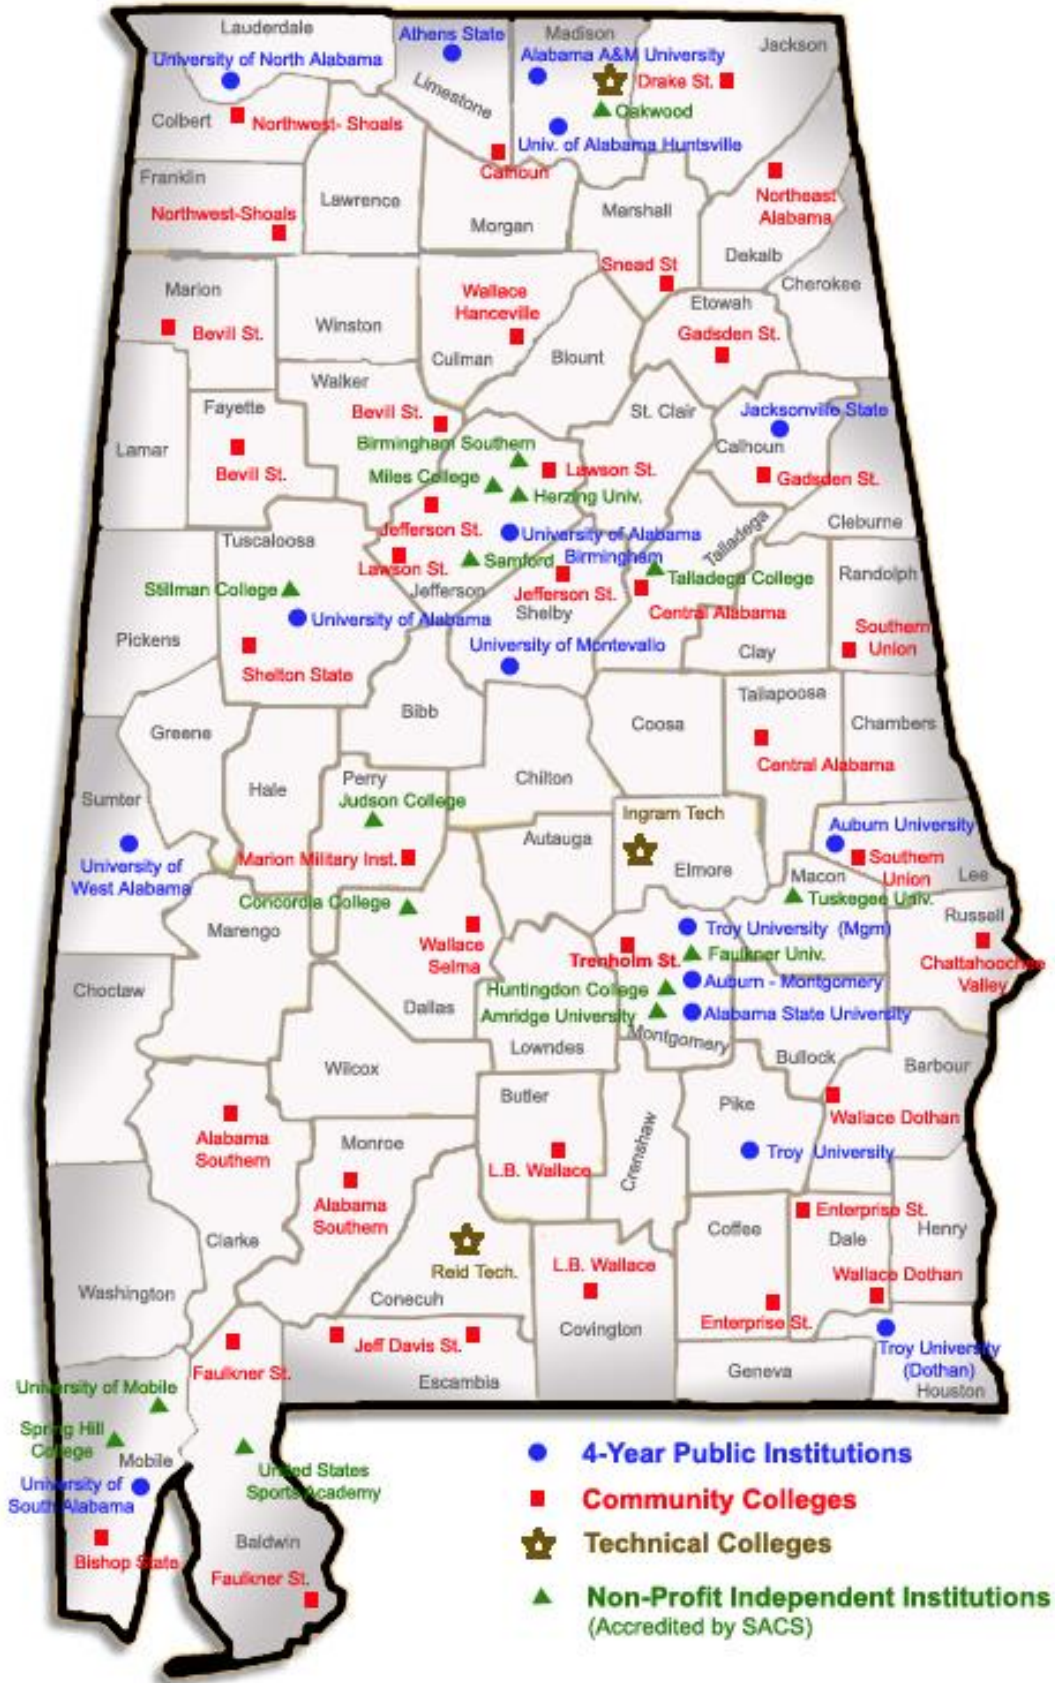 Lauderdale
Athens State
Madison
Jackson
University of North Alabama
Alabama A&M University
Limestone
Drake St.
Colbert
Northwest- Shoals
Oakwood
Univ. of Alabama Huntsville
Calhoun
Franklin
Lawrence
Northeast
Alabama
Northwest-Shoals
Morgan
Marshall
Dekalb
Snead St
Cherokee
Marion
Wallace
Hanceville
Etowah
Winston
Bevill St.
Gadsden St.
Cullman
Blount
Walker
Fayette
Bevill St.
St. Clair
Jacksonville State
Lamar
Birmingham Southern
Calhoun
Bevill St.
Miles College
Lawson St.
Gadsden St.
Herzing Univ.
Jefferson St.
Talladega
Cleburne
Tuscaloosa
University of Alabama
Birmingham
Lawson St.
Samford
Talladega College
Randolph
Stillman College
Jefferson
Jefferson St.
Shelby
Central Alabama
University of Alabama
Southern
Union
Pickens
University of Montevallo
Clay
Shelton State
Tallapoosa
Bibb
Coosa
Chambers
Greene
Central Alabama
Hale
Perry
Chilton
Sumter
Judson College
Ingram Tech
Auburn University
Autauga
University of
West Alabama
Marion Military Inst.
Elmore
Southern
Union
Macon
Lee
Concordia College
Tuskegee Univ.
Russell
Marengo
Wallace
Selma
Troy University (Mgm)
Trenholm St.
Faulkner Univ.
Chattahoochee
Valley
Choctaw
Huntingdon College
Auburn - Montgomery
Dallas
Amridge University
Alabama State University
Montgomery
Lowndes
Bullock
Barbour
Wilcox
Butler
Pike
Wallace Dothan
Alabama
Southern
Monroe
Crenshaw
L.B. Wallace
Troy University
Alabama
Southern
Enterprise St.
Coffee
Dale
Henry
Clarke
Reid Tech.
L.B. Wallace
Wallace Dothan
Washington
Conecuh
Enterprise St.
Covington
Jeff Davis St.
Troy University
(Dothan)
Faulkner St.
Geneva
Escambia
Houston
University of Mobile
Spring Hill
College
Mobile
United States
Sports Academy
University of
South Alabama
Bishop State
Baldwin
Faulkner St.
4-Year Public Institutions
Community Colleges
Technical Colleges
Non-Profit Independent Institutions
(Accredited by SACS)